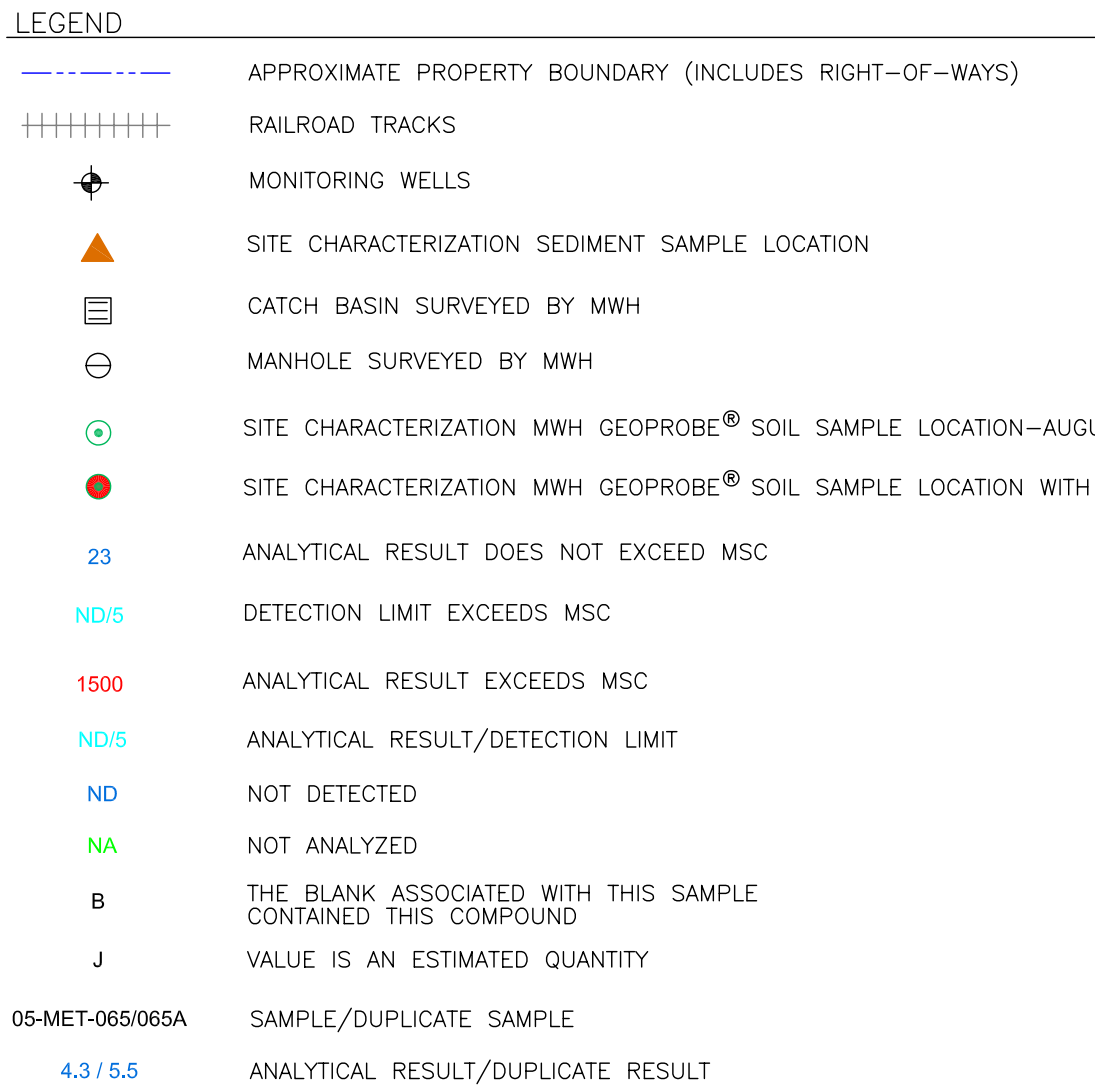 LEGEND
APPROXIMATE PROPERTY BOUNDARY (INCLUDES RIGHT-OF-WAYS)
RAILROAD TRACKS
MONITORING WELLS
SITE CHARACTERIZATION SEDIMENT SAMPLE LOCATION
CATCH BASIN SURVEYED BY MWH
MANHOLE SURVEYED BY MWH
SITE CHARACTERIZATION MWH GEOPROBE® SOIL SAMPLE LOCATION-AUGU
SITE CHARACTERIZATION MWH GEOPROBE® SOIL SAMPLE LOCATION WITH
23 ANALYTICAL RESULT DOES NOT EXCEED MSC
ND/5 DETECTION LIMIT EXCEEDS MSC
1500 ANALYTICAL RESULT EXCEEDS MSC
ND/5 ANALYTICAL RESULT/DETECTION LIMIT
ND NOT DETECTED
NA NOT ANALYZED
B THE BLANK ASSOCIATED WITH THIS SAMPLE
CONTAINED THIS COMPOUND
J VALUE IS AN ESTIMATED QUANTITY
05-MET-065/065A SAMPLE/DUPLICATE SAMPLE
4.3 / 5.5 ANALYTICAL RESULT/DUPLICATE RESULT